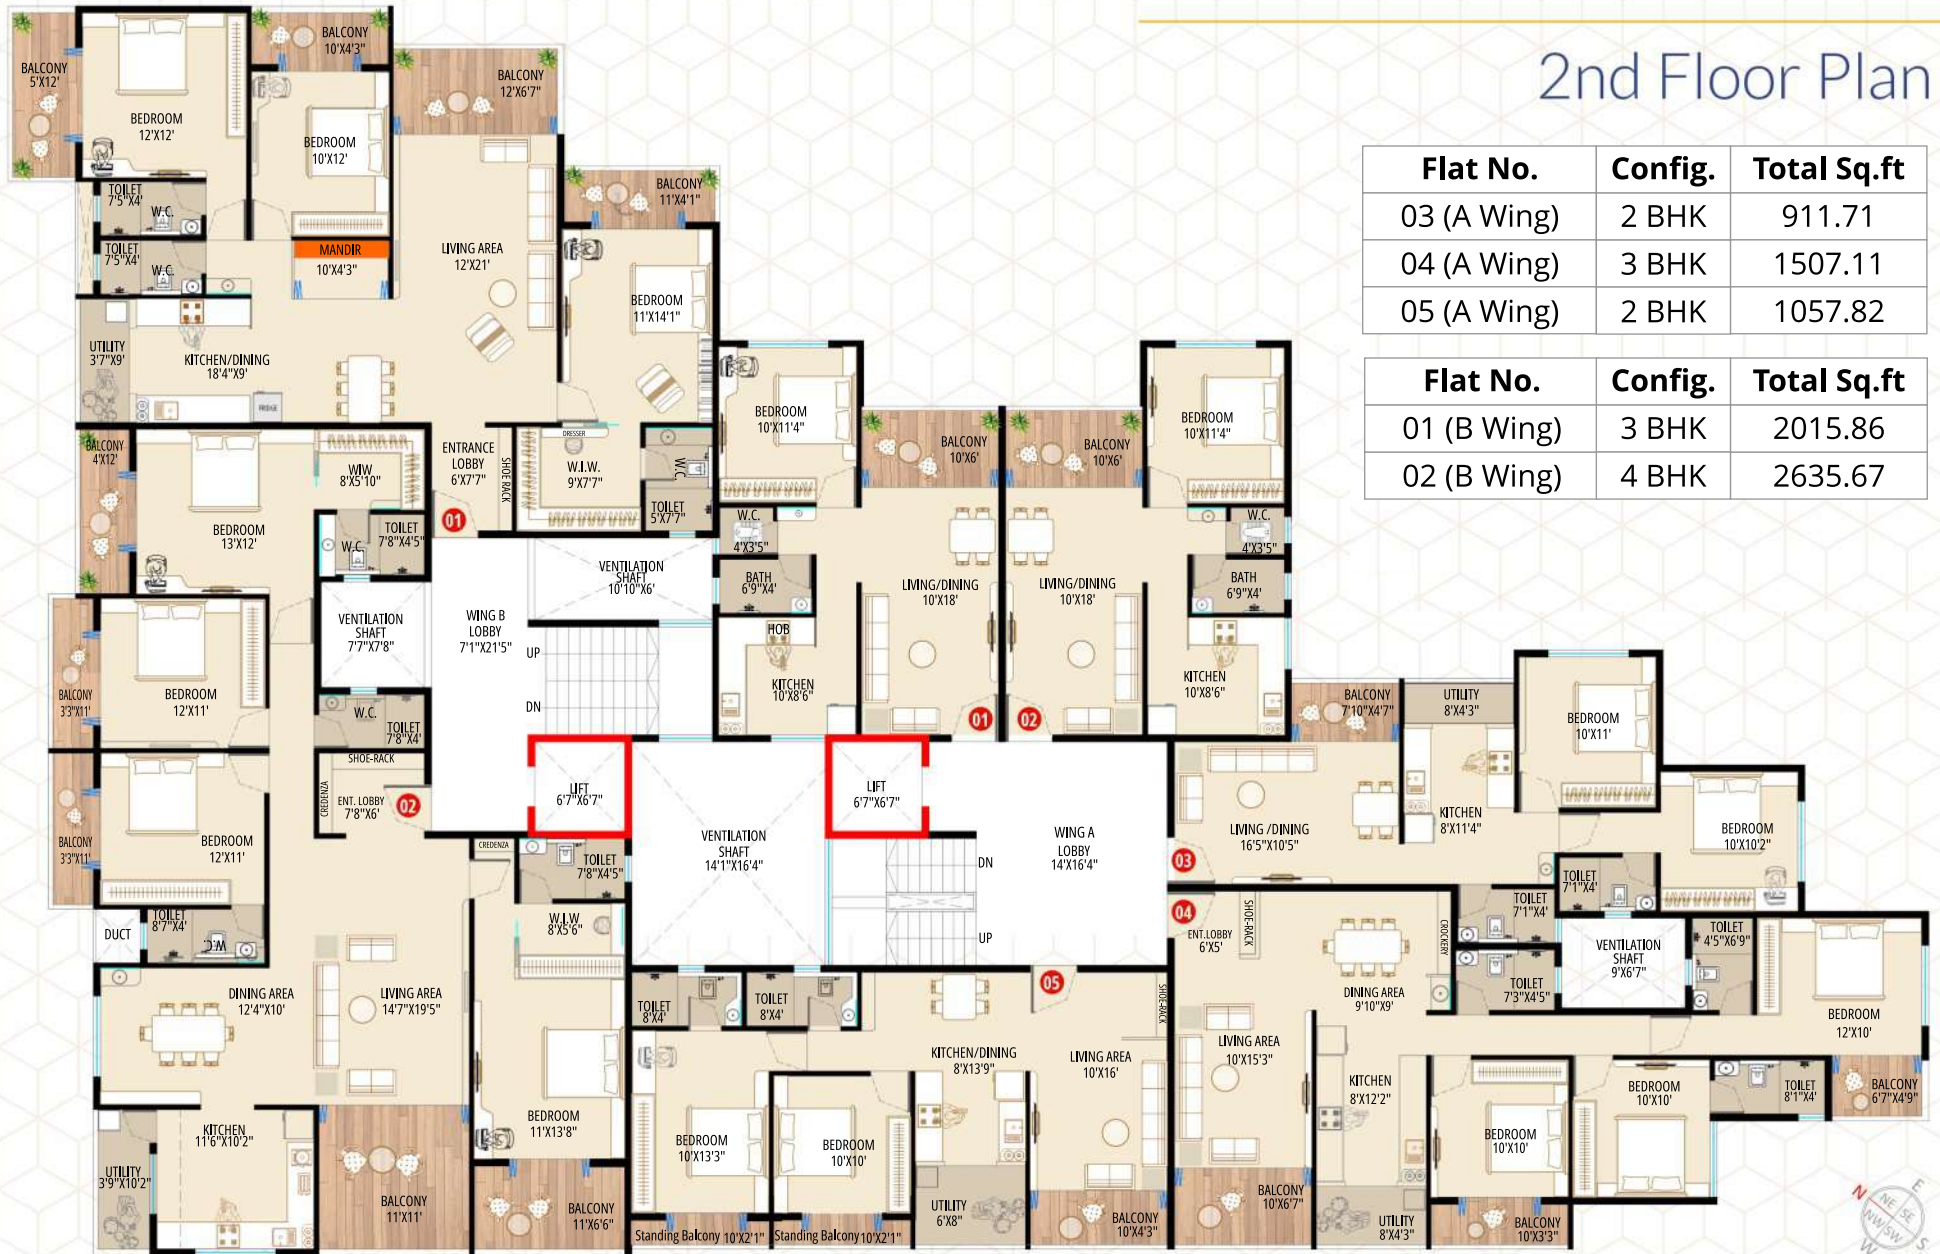 2nd Floor Plan
Flat No. Config. Total Sq.ft
03 (A Wing) 2 BHK 911.71
04 (A Wing) 3 BHK 1507.11
05 (A Wing) 2 BHK 1057.82
Flat No. Config. Total Sq.ft
01 (B Wing) 3 BHK 2015.86
02 (B Wing) 4 BHK 2635.67
BALCONY
5'X12'
BEDROOM
12'X12'
BALCONY
10'X4'3"
BEDROOM
10'X12'
BALCONY
12'X6'7"
TOILET
7'5"X4'
W.C.
TOILET
7'5"X4'
W.C.
MANDIR
10'X4'3"
LIVING AREA
12'X21'
BALCONY
11'X4'1"
BEDROOM
11'X14'1"
UTILITY
3'7"X9'
KITCHEN/DINING
18'4"X9'
FRIDGE
ENTRANCE
LOBBY
6'X7'7"
SHOE RACK
01
DRESSER
W.I.W.
9'X7'7"
W.C.
TOILET
5'X7'7"
BALCONY
4'X12'
BEDROOM
13'X12'
WIW
8'X5'10"
W.C.
TOILET
7'8"X4'5"
VENTILATION
SHAFT
7'7"X7'8"
WING B
LOBBY
7'1"X21'5"
VENTILATION
SHAFT
10'10"X6'
UP
DN
BALCONY
3'3"X11'
BEDROOM
12'X11'
W.C.
TOILET
7'8"X4'
SHOE-RACK
CREDENZA
ENT. LOBBY
7'8"X6'
02
LIFT
6'7"X6'7"
BALCONY
3'3"X11'
BEDROOM
12'X11'
DUCT
TOILET
8'7"X4'
W.C.
DINING AREA
12'4"X10'
LIVING AREA
14'7"X19'5"
CREDENZA
TOILET
7'8"X4'5"
W.I.W
8'X5'6"
BEDROOM
11'X13'8"
KITCHEN
11'6"X10'2"
UTILITY
3'9"X10'2"
BALCONY
11'X11'
BALCONY
11'X6'6"
BEDROOM
10'X11'4"
BALCONY
10'X6'
W.C.
4'X3'5"
BATH
6'9"X4'
LIVING/DINING
10'X18'
HOB
KITCHEN
10'X8'6"
01
BALCONY
10'X6'
BEDROOM
10'X11'4"
W.C.
4'X3'5"
BATH
6'9"X4'
LIVING/DINING
10'X18'
KITCHEN
10'X8'6"
02
VENTILATION
SHAFT
14'1"X16'4"
LIFT
6'7"X6'7"
WING A
LOBBY
14'X16'4"
DN
UP
BALCONY
7'10"X4'7"
UTILITY
8'X4'3"
BEDROOM
10'X11'
LIVING /DINING
16'5"X10'5"
KITCHEN
8'X11'4"
BEDROOM
10'X10'2"
03
TOILET
7'1"X4'
TOILET
7'1"X4'
04
ENT.LOBBY
6'X5'
SHOE-RACK
CROCKERY
DINING AREA
9'10"X9'
TOILET
7'3"X4'5"
VENTILATION
SHAFT
9'X6'7"
TOILET
4'5"X6'9"
BEDROOM
12'X10'
LIVING AREA
10'X15'3"
KITCHEN
8'X12'2"
BEDROOM
10'X10'
BEDROOM
10'X10'
TOILET
8'1"X4'
BALCONY
6'7"X4'9"
BALCONY
10'X6'7"
UTILITY
8'X4'3"
BALCONY
10'X3'3"
05
SHOE-RACK
TOILET
8'X4'
TOILET
8'X4'
KITCHEN/DINING
8'X13'9"
LIVING AREA
10'X16'
BEDROOM
10'X13'3"
BEDROOM
10'X10'
UTILITY
6'X8"
BALCONY
10'X4'3"
Standing Balcony 10'X2'1"
Standing Balcony 10'X2'1"
N
E
NE
SE
NW
SW
W
S